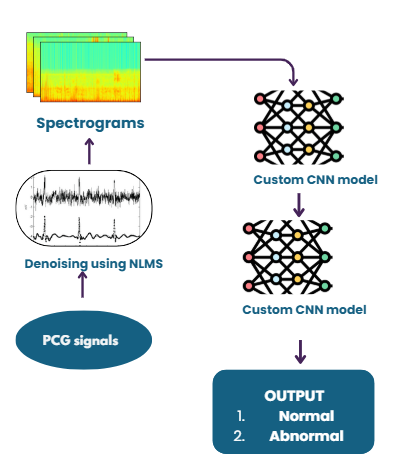 Spectrograms
Custom CNN model
Denoising using NLMS
Custom CNN model
PCG signals
OUTPUT
1. Normal
2. Abnormal